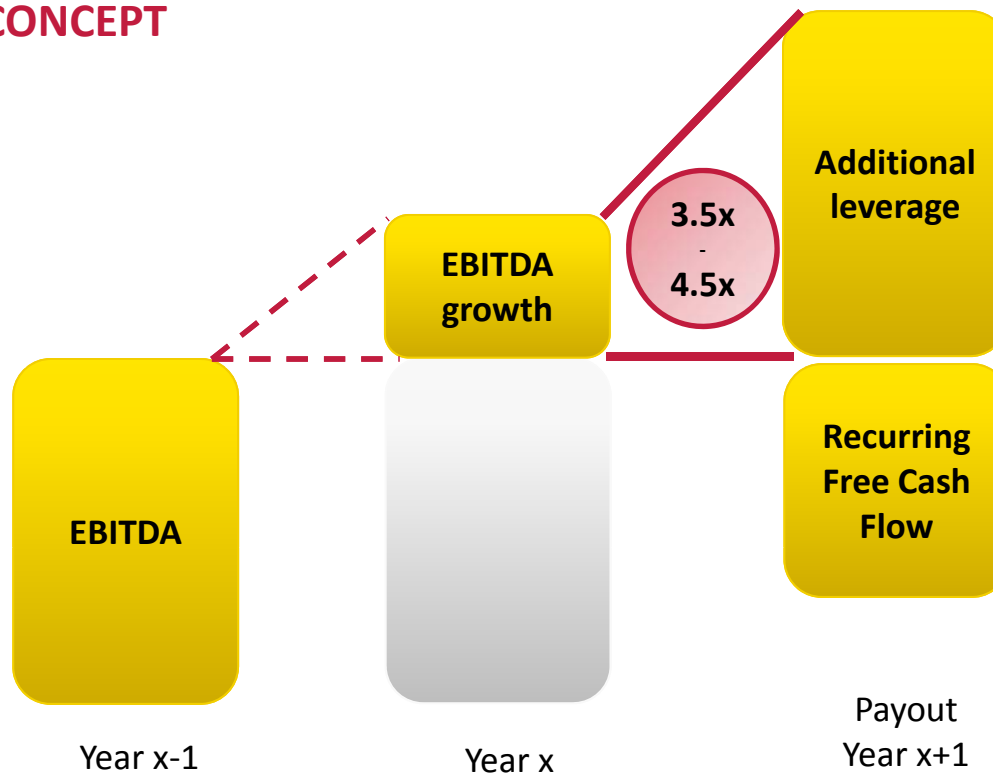 CONCEPT
Additional
leverage
3.5x
-
4.5x
EBITDA
growth
Recurring
Free Cash
Flow
EBITDA
Year x-1
Year x
Payout
Year x+1